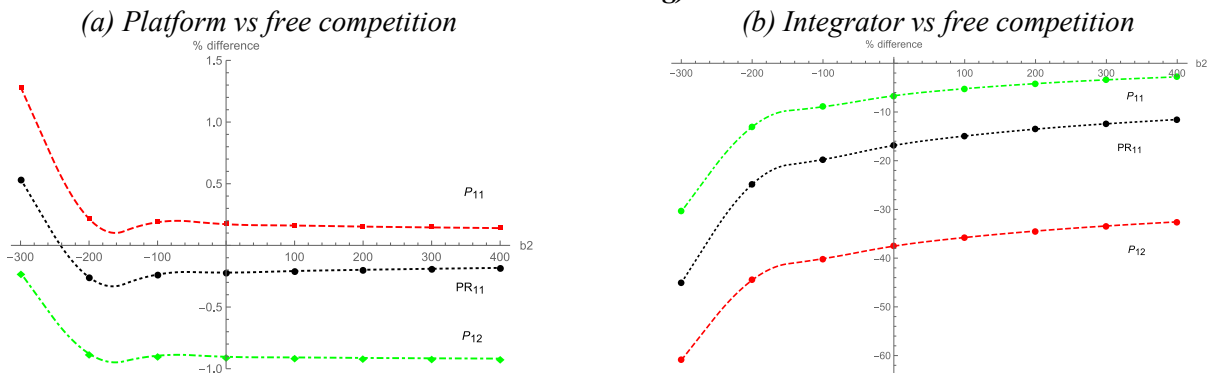 g)
(a) Platform vs free competition
% difference
1.5
1.0
0.5
P11
−300 −200 −100 100 200 300 400 b2
PR11
−0.5
P12
−1.0
(b) Integrator vs free competition
% difference
−300 −200 −100 100 200 300 400 b2
P11
−10
PR11
−20
−30
P12
−40
−50
−60